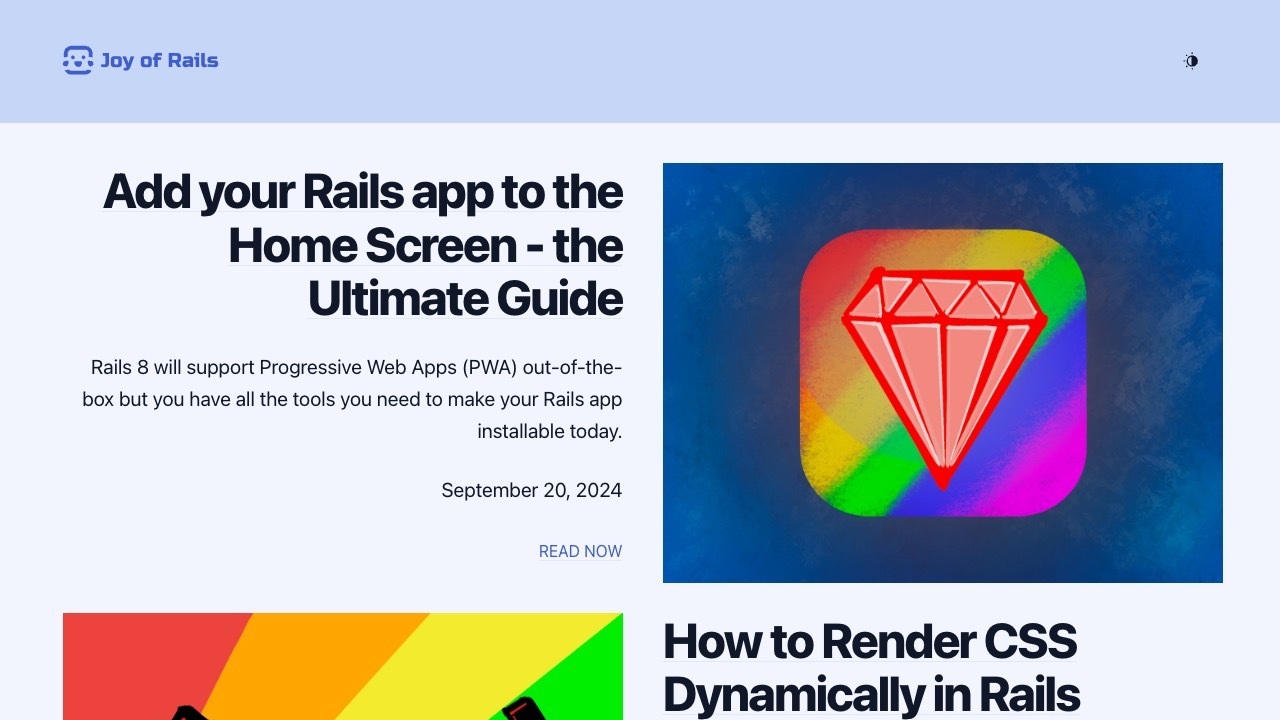 Joy of Rails
Add your Rails app to the
Home Screen - the
Ultimate Guide
Rails 8 will support Progressive Web Apps (PWA) out-of-the-
box but you have all the tools you need to make your Rails app
installable today.
September 20, 2024
READ NOW
How to Render CSS
Dynamically in Rails